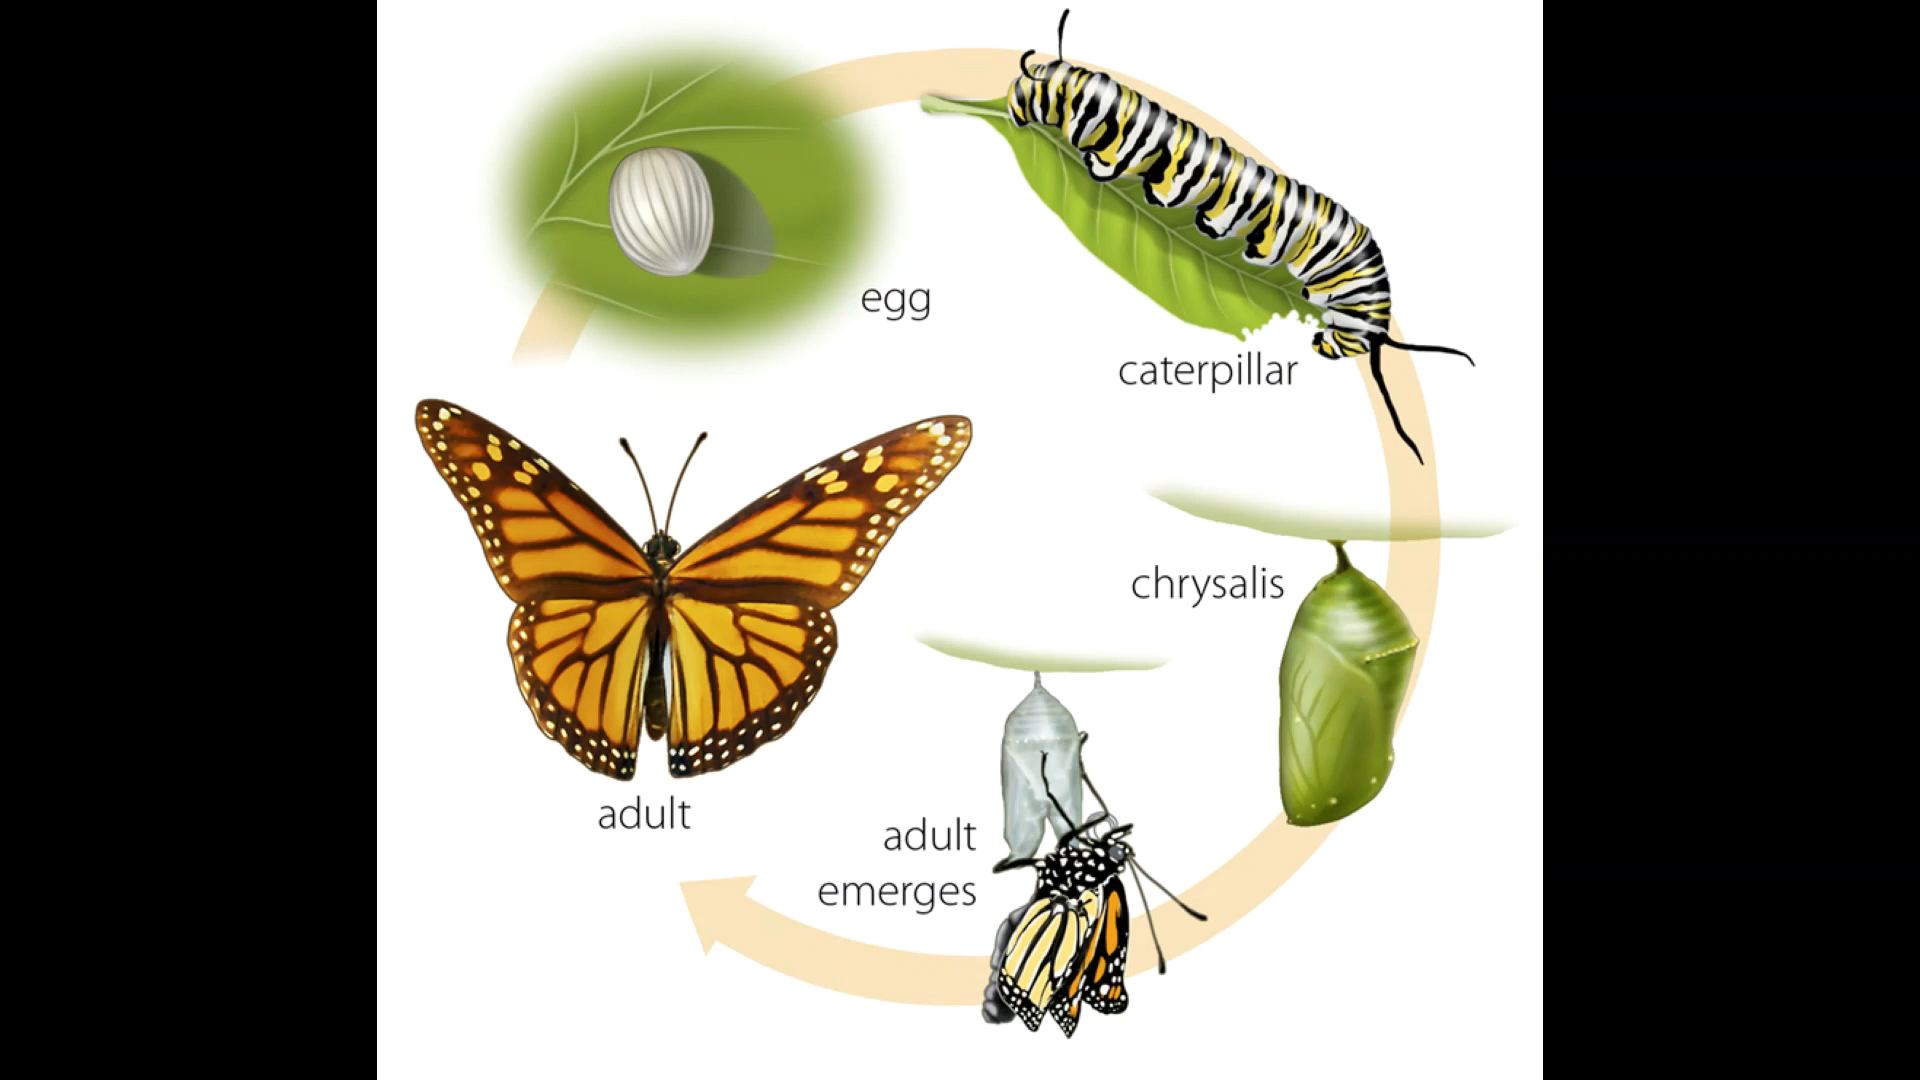 egg
caterpillar
chrysalis
adult
emerges
adult